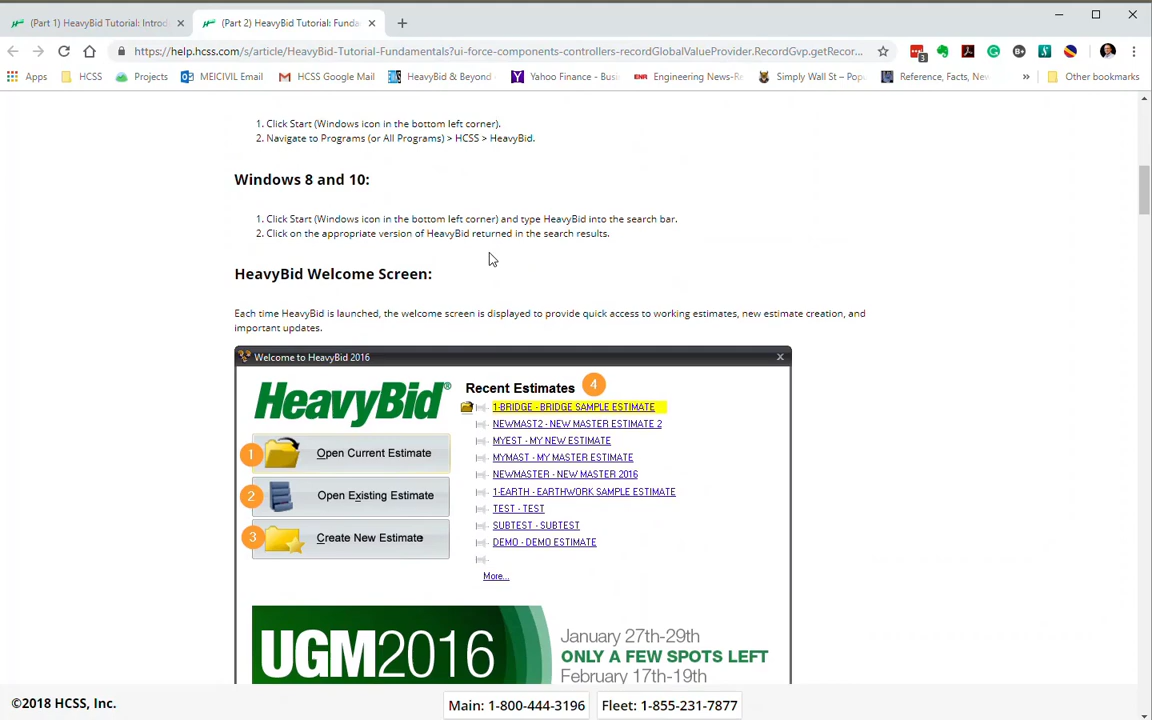 (Part 1) HeavyBid Tutorial: Introd
(Part 2) HeavyBid Tutorial: Funda
https://help.hcss.com/s/article/HeavyBid-Tutorial-Fundamentals?ui-force-components-controllers-recordGlobalValueProvider.RecordGvp.getRecor...
Apps
HCSS
Projects
MEICIVIL Email
HCSS Google Mail
HeavyBid & Beyond
Yahoo Finance - Busi
Engineering News-Re
Simply Wall St – Pop
Reference, Facts, New
»
Other bookmarks
1. Click Start (Windows icon in the bottom left corner).
2. Navigate to Programs (or All Programs) > HCSS > HeavyBid.
Windows 8 and 10:
1. Click Start (Windows icon in the bottom left corner) and type HeavyBid into the search bar.
2. Click on the appropriate version of HeavyBid returned in the search results.
HeavyBid Welcome Screen:
Each time HeavyBid is launched, the welcome screen is displayed to provide quick access to working estimates, new estimate creation, and
important updates.
Welcome to HeavyBid 2016
HeavyBid®
1 Open Current Estimate
2 Open Existing Estimate
3 Create New Estimate
Recent Estimates 4
1-BRIDGE - BRIDGE SAMPLE ESTIMATE
NEWMAST2 - NEW MASTER ESTIMATE 2
MYEST - MY NEW ESTIMATE
MYMAST - MY MASTER ESTIMATE
NEWMASTER - NEW MASTER 2016
1-EARTH - EARTHWORK SAMPLE ESTIMATE
TEST - TEST
SUBTEST - SUBTEST
DEMO - DEMO ESTIMATE
More...
UGM2016
January 27th-29th
ONLY A FEW SPOTS LEFT
February 17th-19th
©2018 HCSS, Inc.
Main: 1-800-444-3196
Fleet: 1-855-231-7877